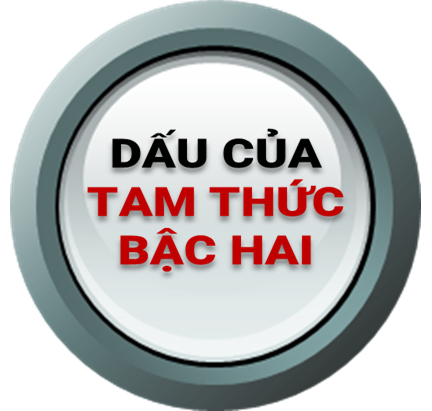 DẤU CỦA
TAM THỨC
BẬC HAI